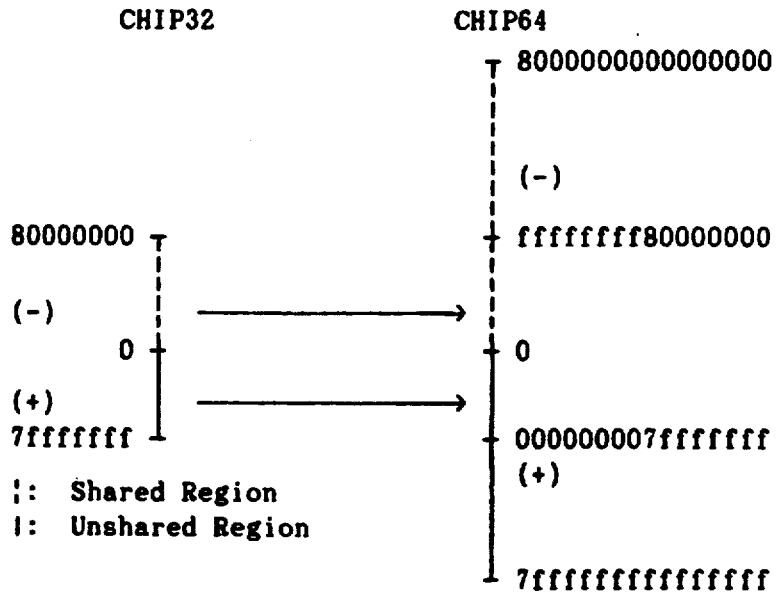 CHIP32 CHIP64
8000000000000000
(-)
80000000 ffffffff80000000
(-)
0 0
(+)
7fffffff 000000007fffffff
(+)
¦: Shared Region
|: Unshared Region
7fffffffffffffff